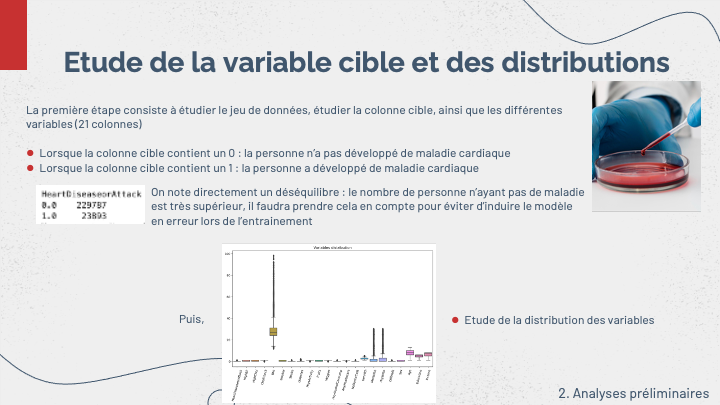 Etude de la variable cible et des distributions
La première étape consiste à étudier le jeu de données, étudier la colonne cible, ainsi que les différentes
variables (21 colonnes)
Lorsque la colonne cible contient un 0 : la personne n'a pas développé de maladie cardiaque
Lorsque la colonne cible contient un 1 : la personne a développé de maladie cardiaque
HeartDiseaseorAttack
0.0 229787
1.0 23893
On note directement un déséquilibre : le nombre de personne n'ayant pas de maladie
est très supérieur, il faudra prendre cela en compte pour éviter d'induire le modèle
en erreur lors de l'entrainement
Variables distribution
Puis,
Etude de la distribution des variables
2. Analyses préliminaires